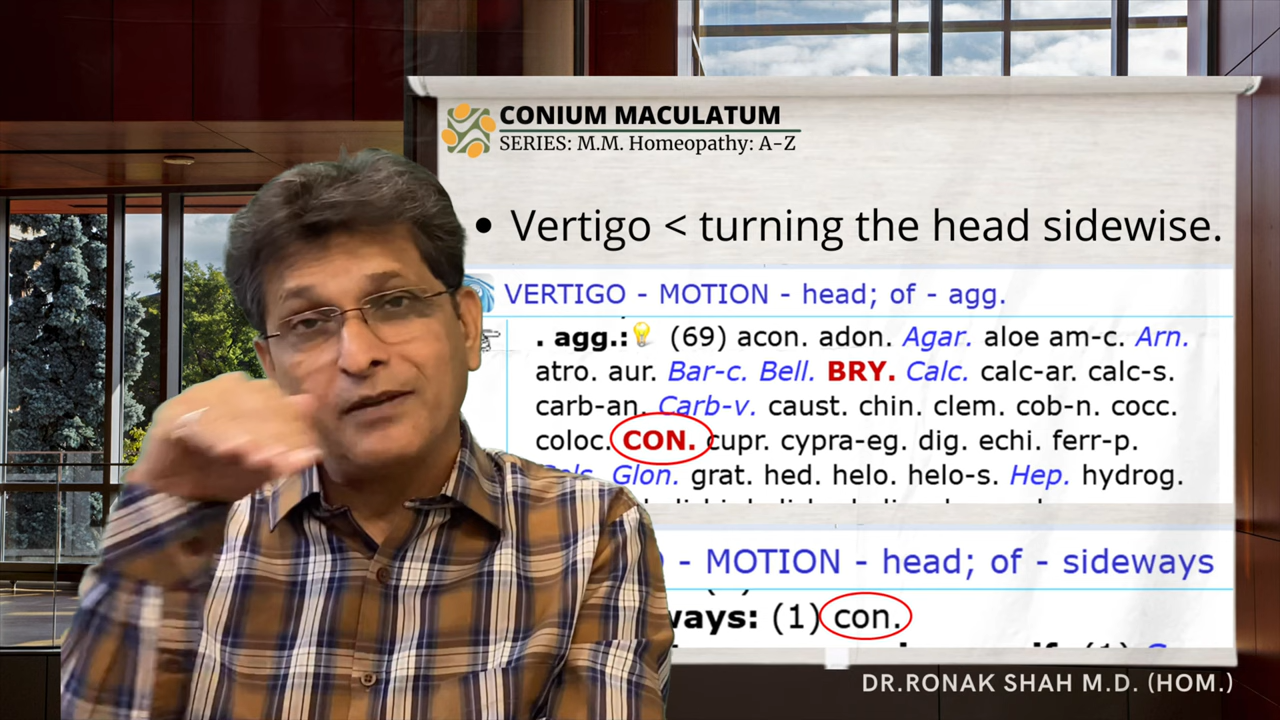 CONIUM MACULATUM
SERIES: M.M. Homeopathy: A-Z
• Vertigo < turning the head sidewise.
VERTIGO - MOTION - head; of - agg.
. agg.: (69) acon. adon. Agar. aloe am-c. Arn.
atro. aur. Bar-c. Bell. BRY. Calc. calc-ar. calc-s.
carb-an. Carb-v. caust. chin. clem. cob-n. cocc.
coloc. CON. cupr. cypra-eg. dig. echi. ferr-p.
Glon. grat. hed. helo. helo-s. Hep. hydrog.
- MOTION - head; of - sideways
ways: (1) con.
DR.RONAK SHAH M.D. (HOM.)